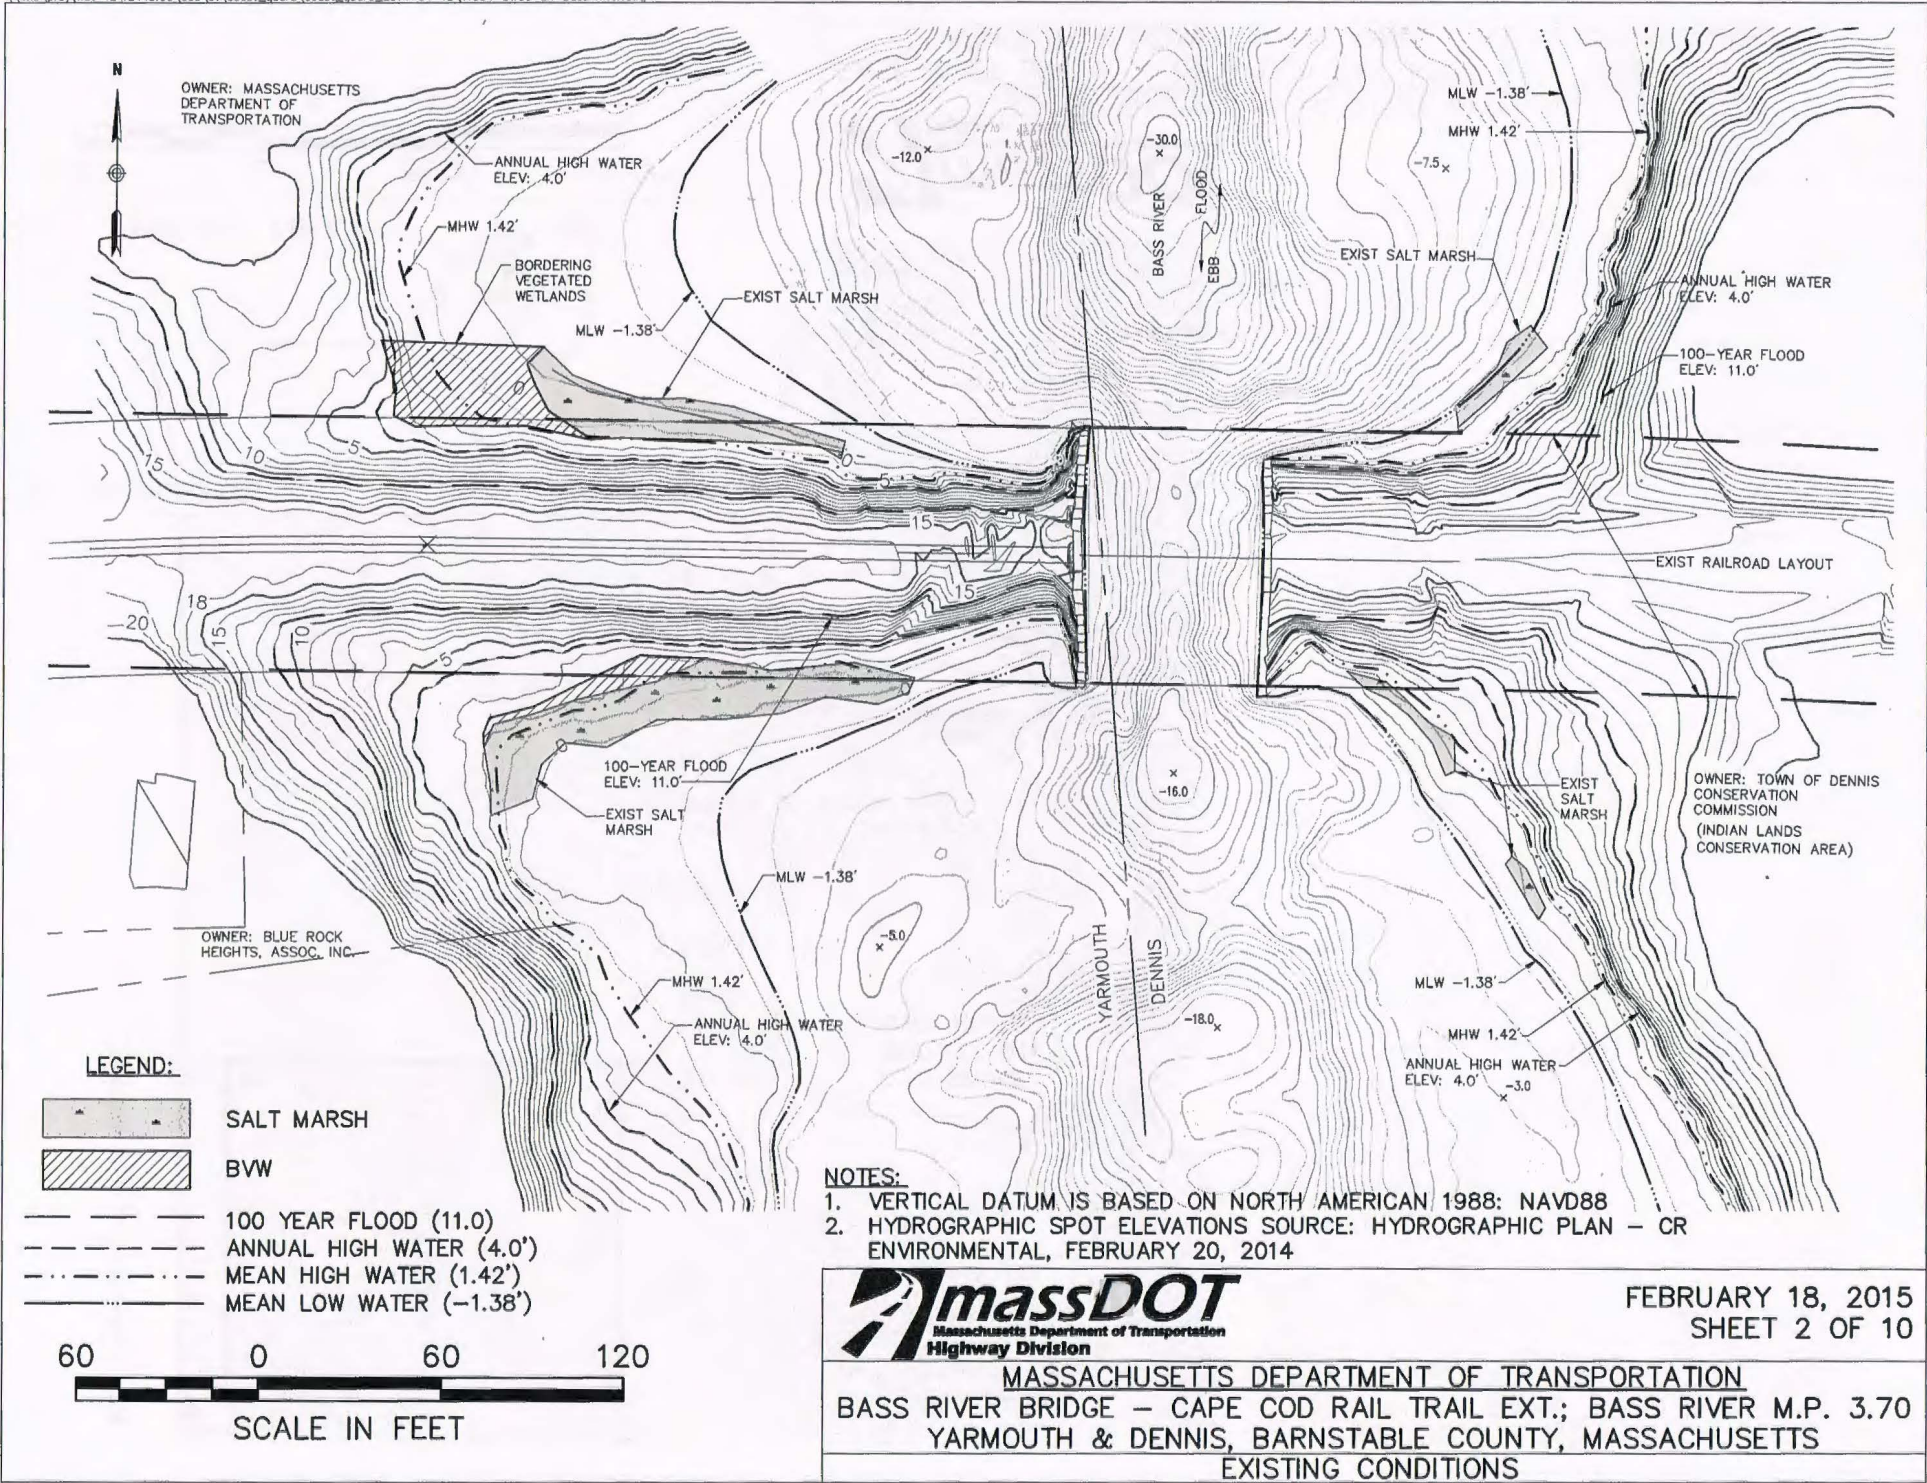 N
OWNER: MASSACHUSETTS
DEPARTMENT OF
TRANSPORTATION
ANNUAL HIGH WATER
ELEV: 4.0'
MHW 1.42'
BORDERING
VEGETATED
WETLANDS
EXIST SALT MARSH
MLW -1.38'
-12.0
-30.0
BASS RIVER
FLOOD
EBB
-7.5
MLW -1.38'
MHW 1.42'
EXIST SALT MARSH
ANNUAL HIGH WATER
ELEV: 4.0'
100-YEAR FLOOD
ELEV: 11.0'
0
15
10
5
0
5
15
EXIST RAILROAD LAYOUT
20
18
15
10
5
15
0
0
100-YEAR FLOOD
ELEV: 11.0'
EXIST SALT
MARSH
-16.0
EXIST
SALT
MARSH
OWNER: TOWN OF DENNIS
CONSERVATION
COMMISSION
(INDIAN LANDS
CONSERVATION AREA)
MLW -1.38'
-5.0
OWNER: BLUE ROCK
HEIGHTS, ASSOC, INC.
YARMOUTH
DENNIS
MHW 1.42'
ANNUAL HIGH WATER
ELEV: 4.0'
-18.0
MLW -1.38'
MHW 1.42'
ANNUAL HIGH WATER
ELEV: 4.0'
-3.0
LEGEND:
SALT MARSH
BVW
100 YEAR FLOOD (11.0)
ANNUAL HIGH WATER (4.0')
MEAN HIGH WATER (1.42')
MEAN LOW WATER (-1.38')
60 0 60 120
SCALE IN FEET
NOTES:
1. VERTICAL DATUM IS BASED ON NORTH AMERICAN 1988: NAVD88
2. HYDROGRAPHIC SPOT ELEVATIONS SOURCE: HYDROGRAPHIC PLAN - CR
ENVIRONMENTAL, FEBRUARY 20, 2014
massDOT
Massachusetts Department of Transportation
Highway Division
FEBRUARY 18, 2015
SHEET 2 OF 10
MASSACHUSETTS DEPARTMENT OF TRANSPORTATION
BASS RIVER BRIDGE - CAPE COD RAIL TRAIL EXT.; BASS RIVER M.P. 3.70
YARMOUTH & DENNIS, BARNSTABLE COUNTY, MASSACHUSETTS
EXISTING CONDITIONS